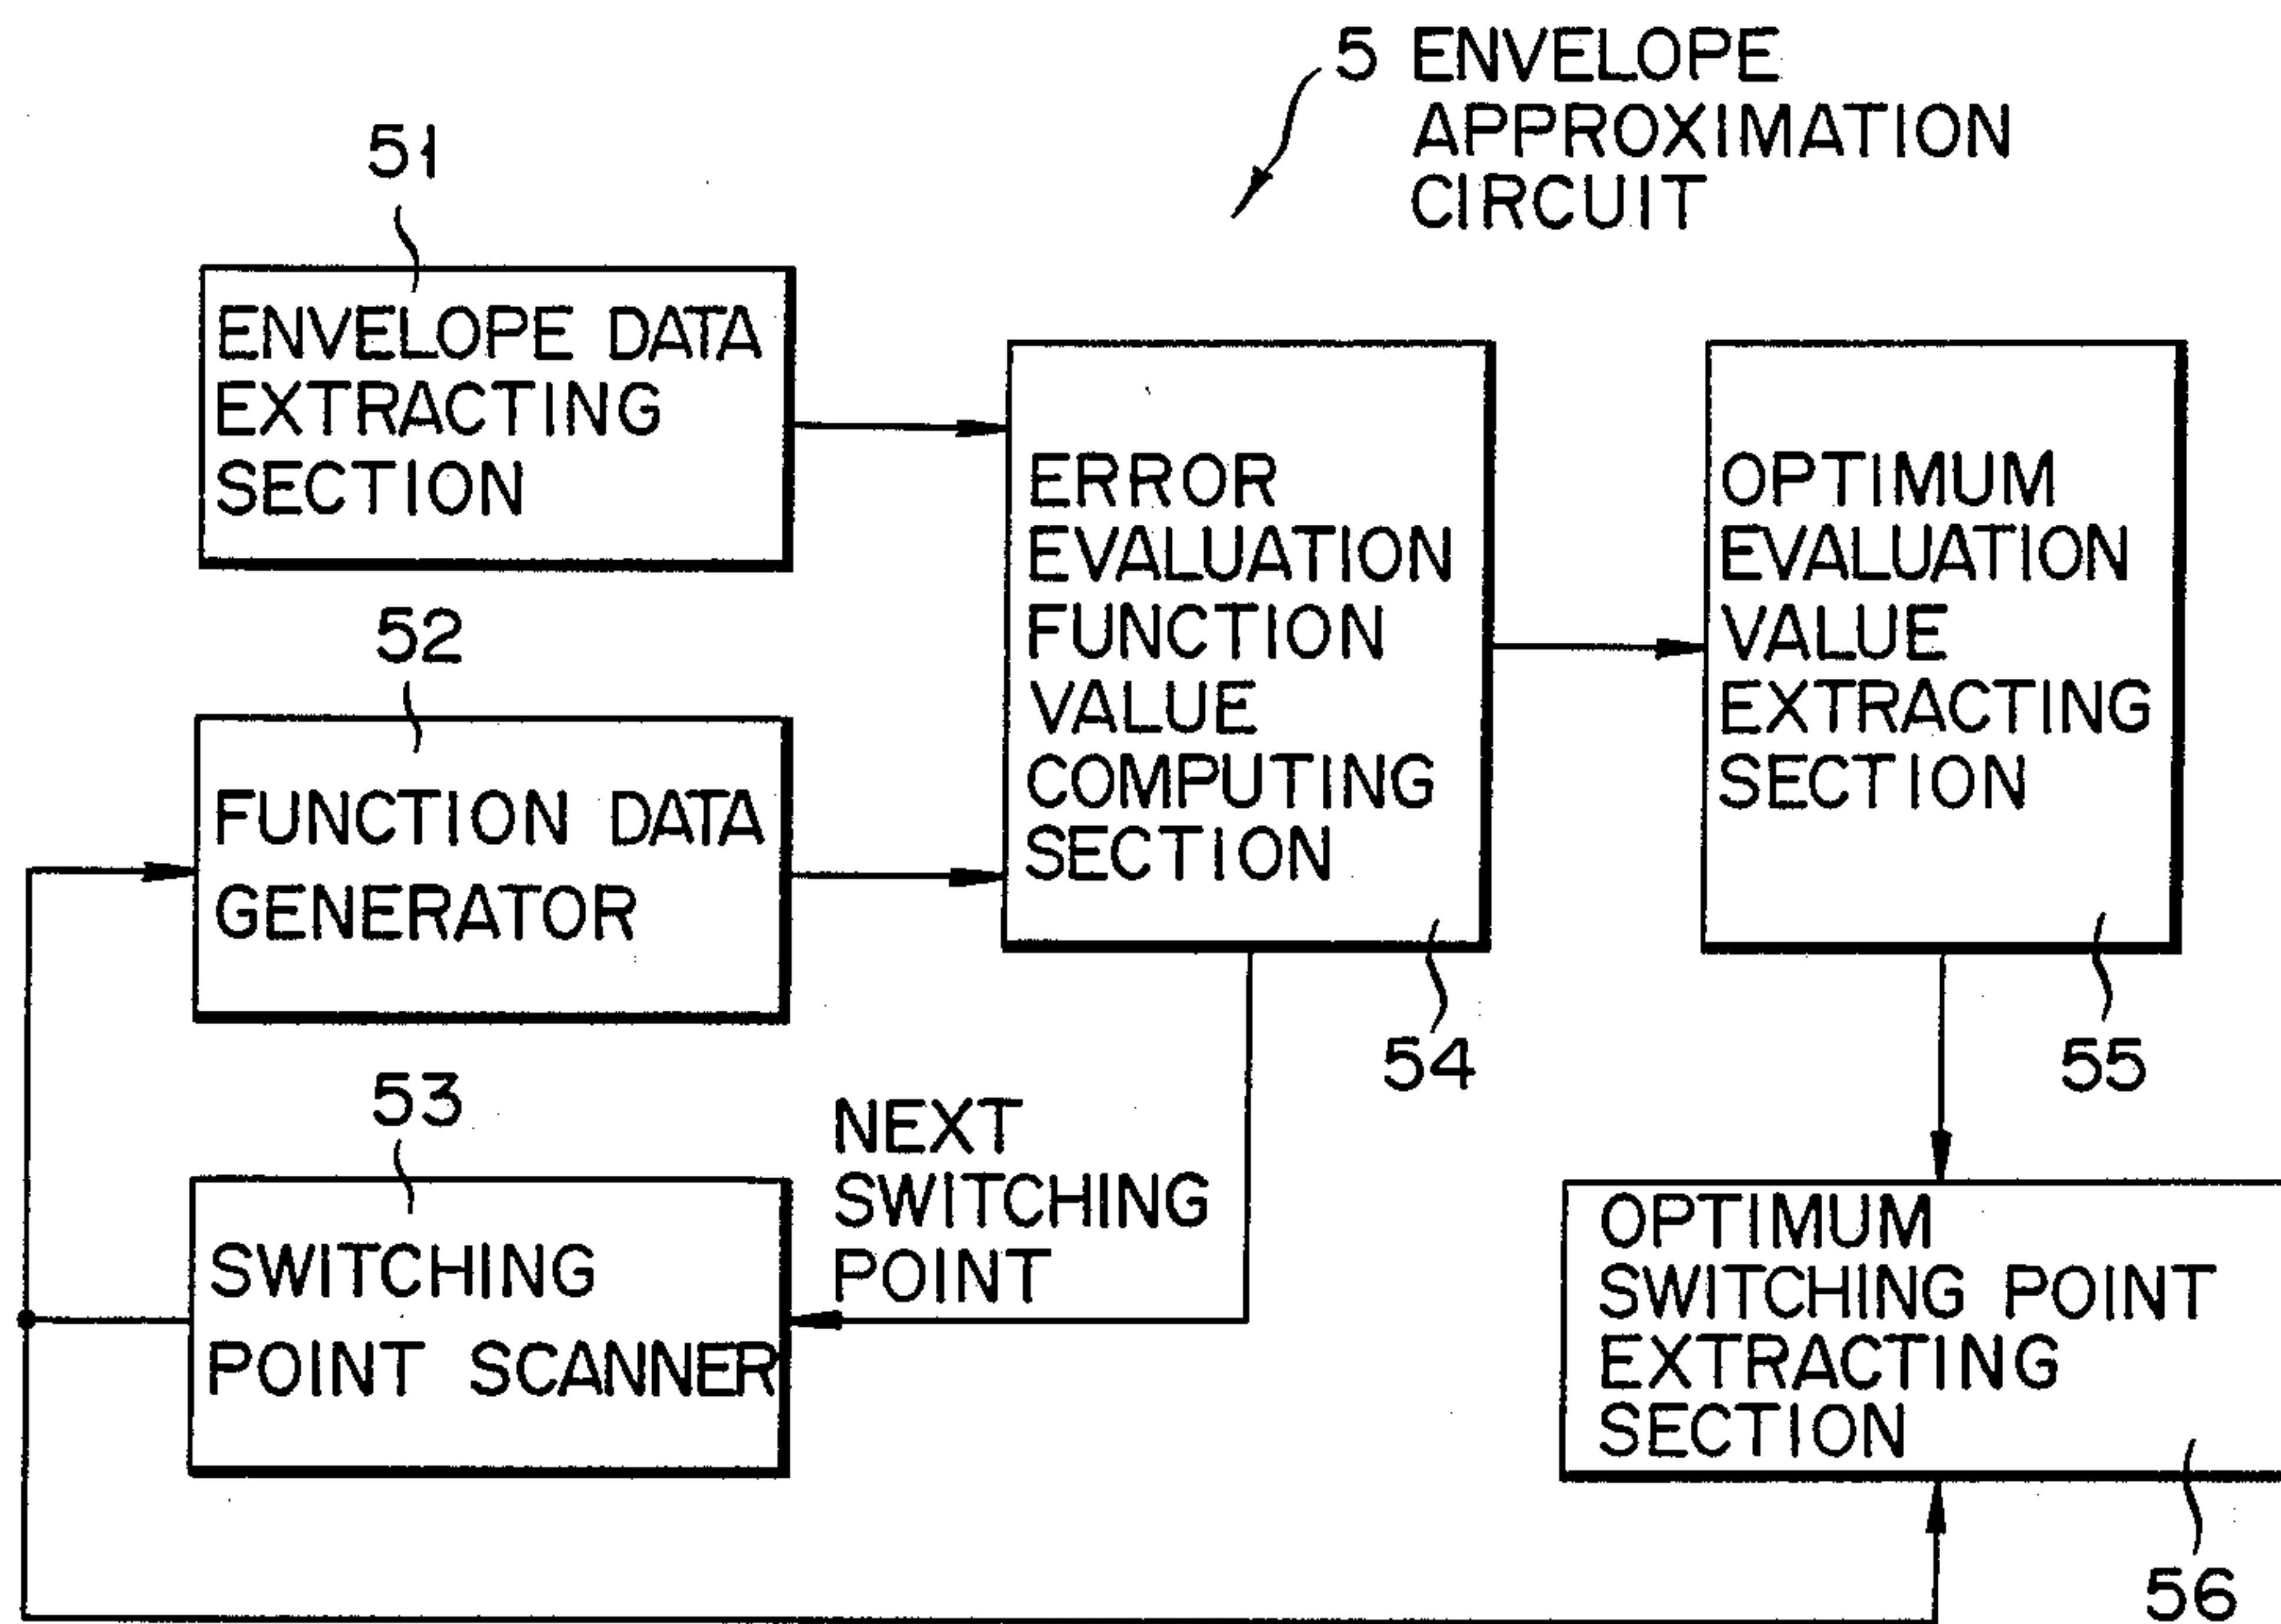 5 ENVELOPE
APPROXIMATION
CIRCUIT
51
ENVELOPE DATA
EXTRACTING
SECTION
52
FUNCTION DATA
GENERATOR
53
SWITCHING
POINT SCANNER
NEXT
SWITCHING
POINT
ERROR
EVALUATION
FUNCTION
VALUE
COMPUTING
SECTION
54
OPTIMUM
EVALUATION
VALUE
EXTRACTING
SECTION
55
OPTIMUM
SWITCHING POINT
EXTRACTING
SECTION
56